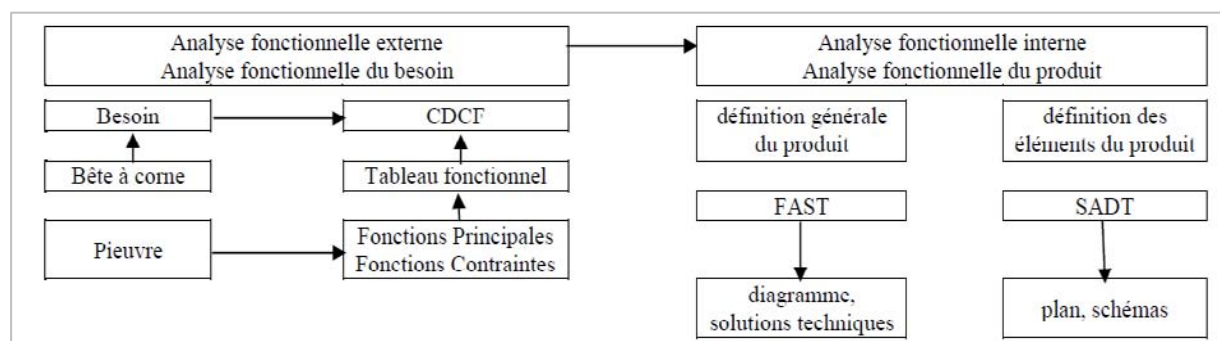 Analyse fonctionnelle externe
Analyse fonctionnelle du besoin
Analyse fonctionnelle interne
Analyse fonctionnelle du produit
Besoin
CDCF
définition générale
du produit
définition des
éléments du produit
Bête à corne
Tableau fonctionnel
Pieuvre
Fonctions Principales
Fonctions Contraintes
FAST
SADT
diagramme,
solutions techniques
plan, schémas